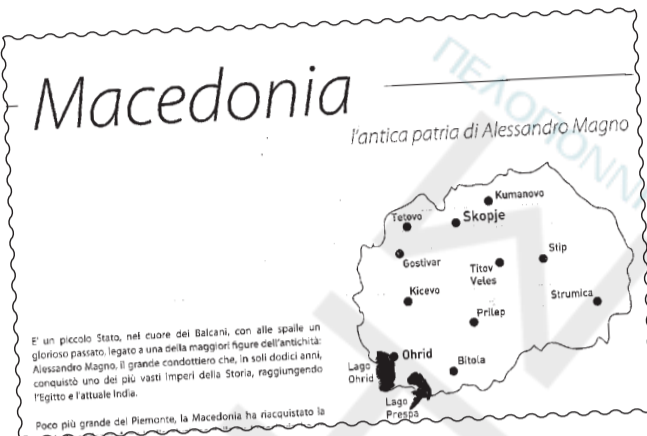 ΠΕΛΟΠΟΝΝΗ
Macedonia
l'antica patria di Alessandro Magno
Kumanovo
Tetovo
Skopje
Gostivar
Stip
Titov
Veles
Kicevo
Strumica
Prilep
Ohrid
Bitola
Lago
Ohrid
Lago
Prespa
E' un piccolo Stato, nel cuore dei Balcani, con alle spalle un
glorioso passato, legato a una della maggiori figure dell'antichità:
Alessandro Magno, il grande condottiero che, in soli dodici anni,
conquistò uno dei più vasti imperi della Storia, raggiungendo
l'Egitto e l'attuale India.
Poco più grande del Piemonte, la Macedonia ha riacquistato la